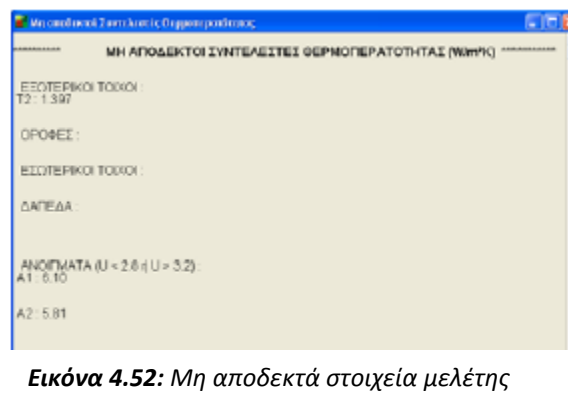 Μη αποδεκτοί Συντελεστές Θερμοπερατότητας
********** ΜΗ ΑΠΟΔΕΚΤΟΙ ΣΥΝΤΕΛΕΣΤΕΣ ΘΕΡΜΟΠΕΡΑΤΟΤΗΤΑΣ (W/m²K) **********
ΕΞΩΤΕΡΙΚΟΙ ΤΟΙΧΟΙ :
T2 : 1.397
ΟΡΟΦΕΣ :
ΕΣΩΤΕΡΙΚΟΙ ΤΟΙΧΟΙ :
ΔΑΠΕΔΑ :
ΑΝΟΙΓΜΑΤΑ (U < 2.6 ή U > 3.2) :
A1 : 6.10
A2 : 5.81
Εικόνα 4.52: Μη αποδεκτά στοιχεία μελέτης